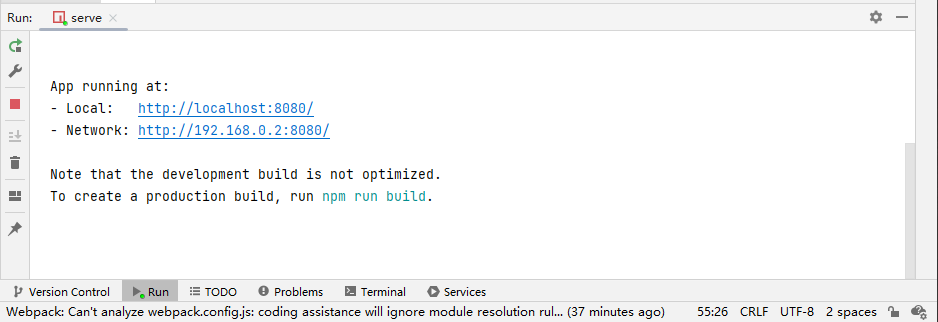 Run: serve
App running at:
- Local:   http://localhost:8080/
- Network: http://192.168.0.2:8080/
Note that the development build is not optimized.
To create a production build, run npm run build.
Version Control Run TODO Problems Terminal Services
Webpack: Can't analyze webpack.config.js: coding assistance will ignore module resolution rul... (37 minutes ago) 55:26 CRLF UTF-8 2 spaces